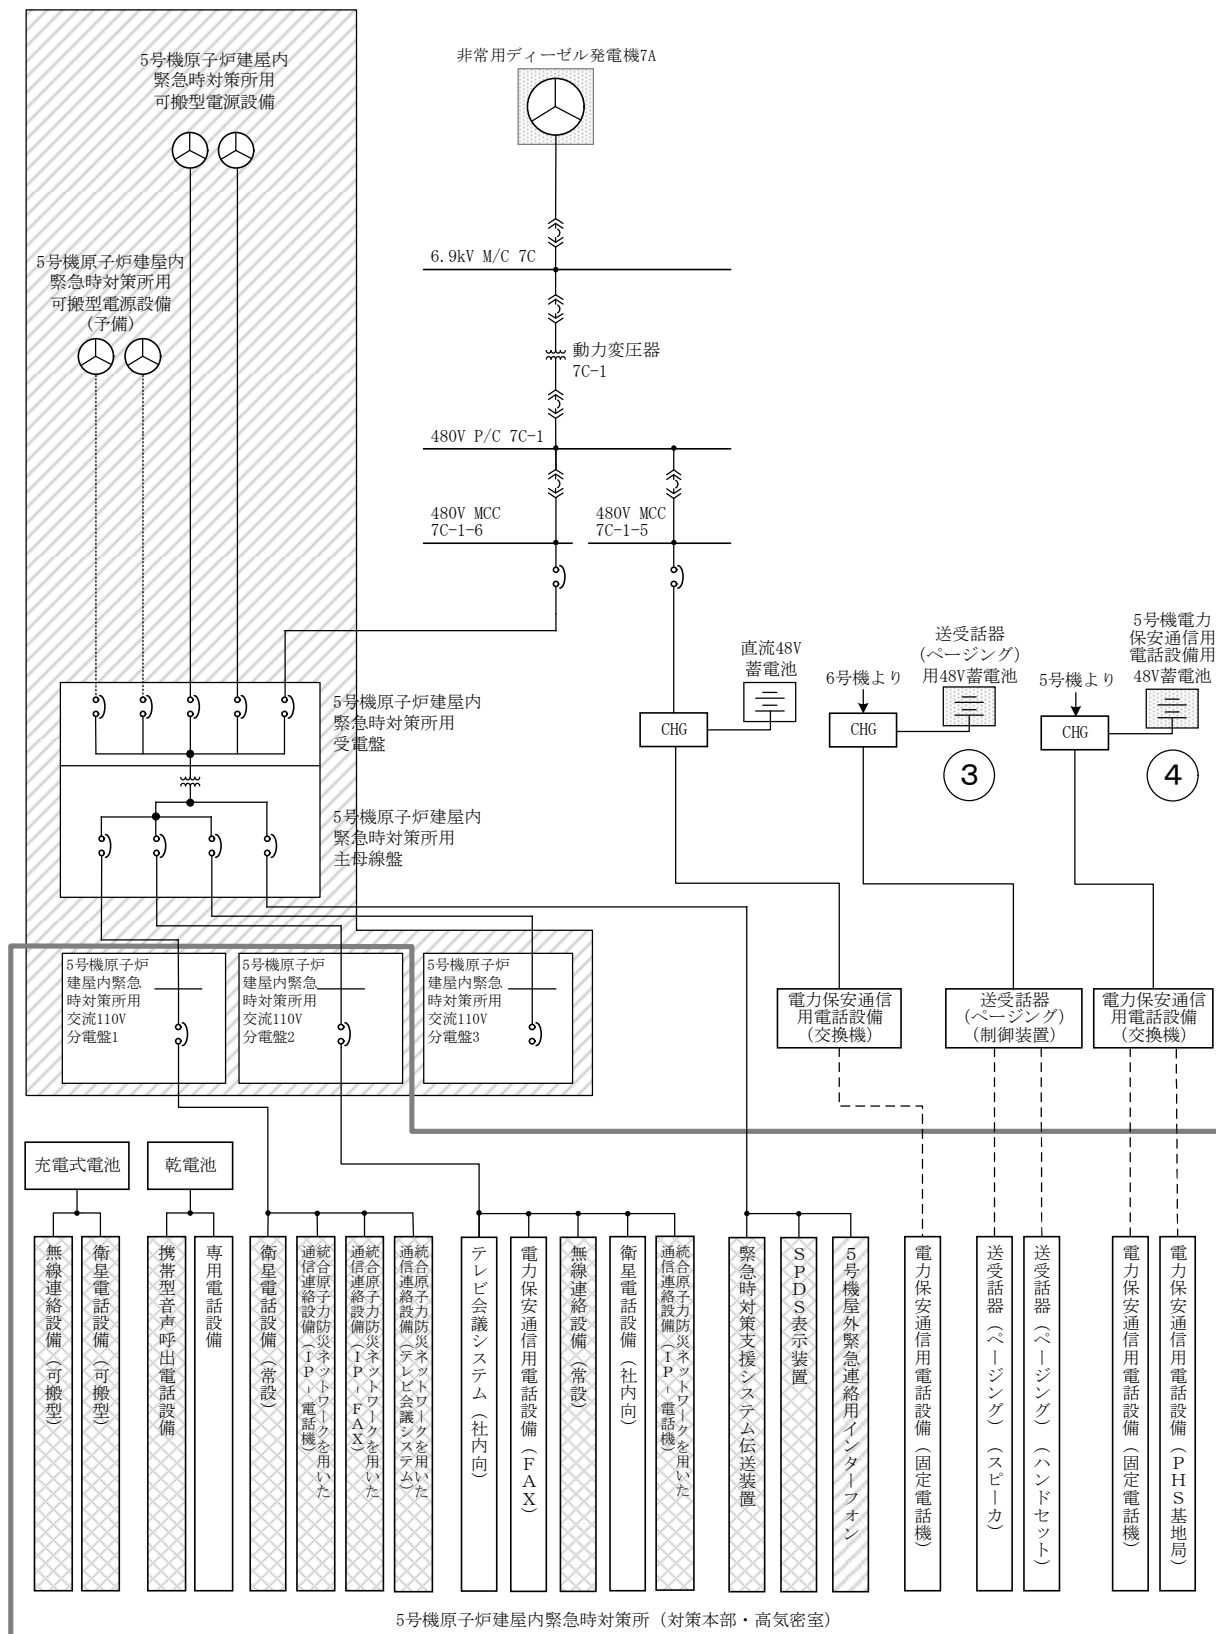 5号機原子炉建屋内
緊急時対策所用
可搬型電源設備
非常用ディーゼル発電機7A
5号機原子炉建屋内
緊急時対策所用
可搬型電源設備
(予備)
6.9kV M/C 7C
動力変圧器
7C-1
480V P/C 7C-1
480V MCC
7C-1-6
480V MCC
7C-1-5
直流48V
蓄電池
CHG
6号機より
CHG
送受話器
(ページング)
用48V蓄電池
③
5号機より
CHG
5号機電力
保安通信用
電話設備用
48V蓄電池
④
5号機原子炉建屋内
緊急時対策所用
受電盤
5号機原子炉建屋内
緊急時対策所用
主母線盤
5号機原子炉
建屋内緊急
時対策所用
交流110V
分電盤1
5号機原子炉
建屋内緊急
時対策所用
交流110V
分電盤2
5号機原子炉
建屋内緊急
時対策所用
交流110V
分電盤3
電力保安通信
用電話設備
(交換機)
送受話器
(ページング)
(制御装置)
電力保安通信
用電話設備
(交換機)
充電式電池
乾電池
無線連絡設備(可搬型)
衛星電話設備(可搬型)
携帯型音声呼出電話設備
専用電話設備
衛星電話設備(常設)
統合原子力防災ネットワークを用いた
通信連絡設備(IP-電話機)
統合原子力防災ネットワークを用いた
通信連絡設備(IP-FAX)
統合原子力防災ネットワークを用いた
通信連絡設備(テレビ会議システム)
テレビ会議システム(社内向)
電力保安通信用電話設備(FAX)
無線連絡設備(常設)
衛星電話設備(社内向)
統合原子力防災ネットワークを用いた
通信連絡設備(IP-電話機)
緊急時対策支援システム伝送装置
SPDS表示装置
5号機屋外緊急連絡用インターフォン
電力保安通信用電話設備(固定電話機)
送受話器(ページング)(スピーカ)
送受話器(ページング)(ハンドセット)
電力保安通信用電話設備(固定電話機)
電力保安通信用電話設備(PHS基地局)
5号機原子炉建屋内緊急時対策所(対策本部・高気密室)